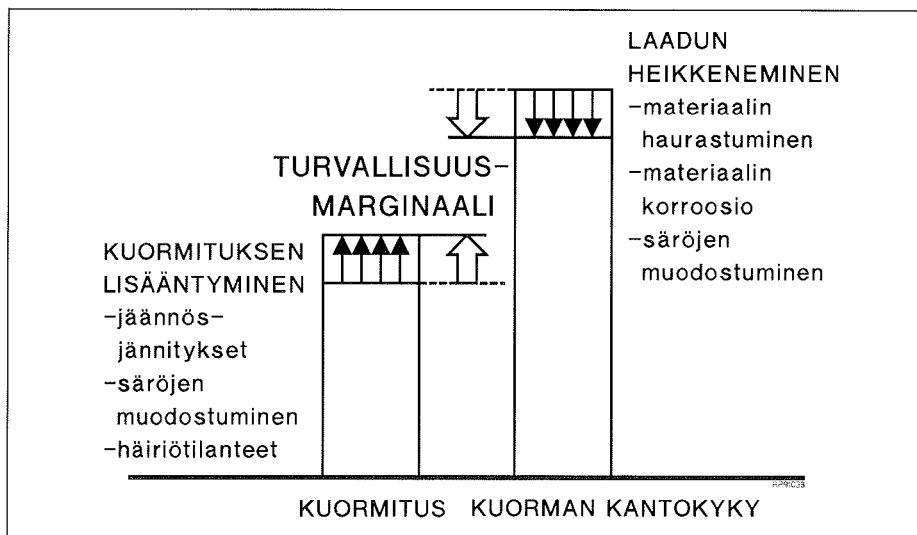 LAADUN
HEIKKENEMINEN
-materiaalin
haurastuminen
-materiaalin
korroosio
-säröjen
muodostuminen
TURVALLISUUS-
MARGINAALI
KUORMITUKSEN
LISÄÄNTYMINEN
-jäännös-
jännitykset
-säröjen
muodostuminen
-häiriötilanteet
KUORMITUS
KUORMAN KANTOKYKY